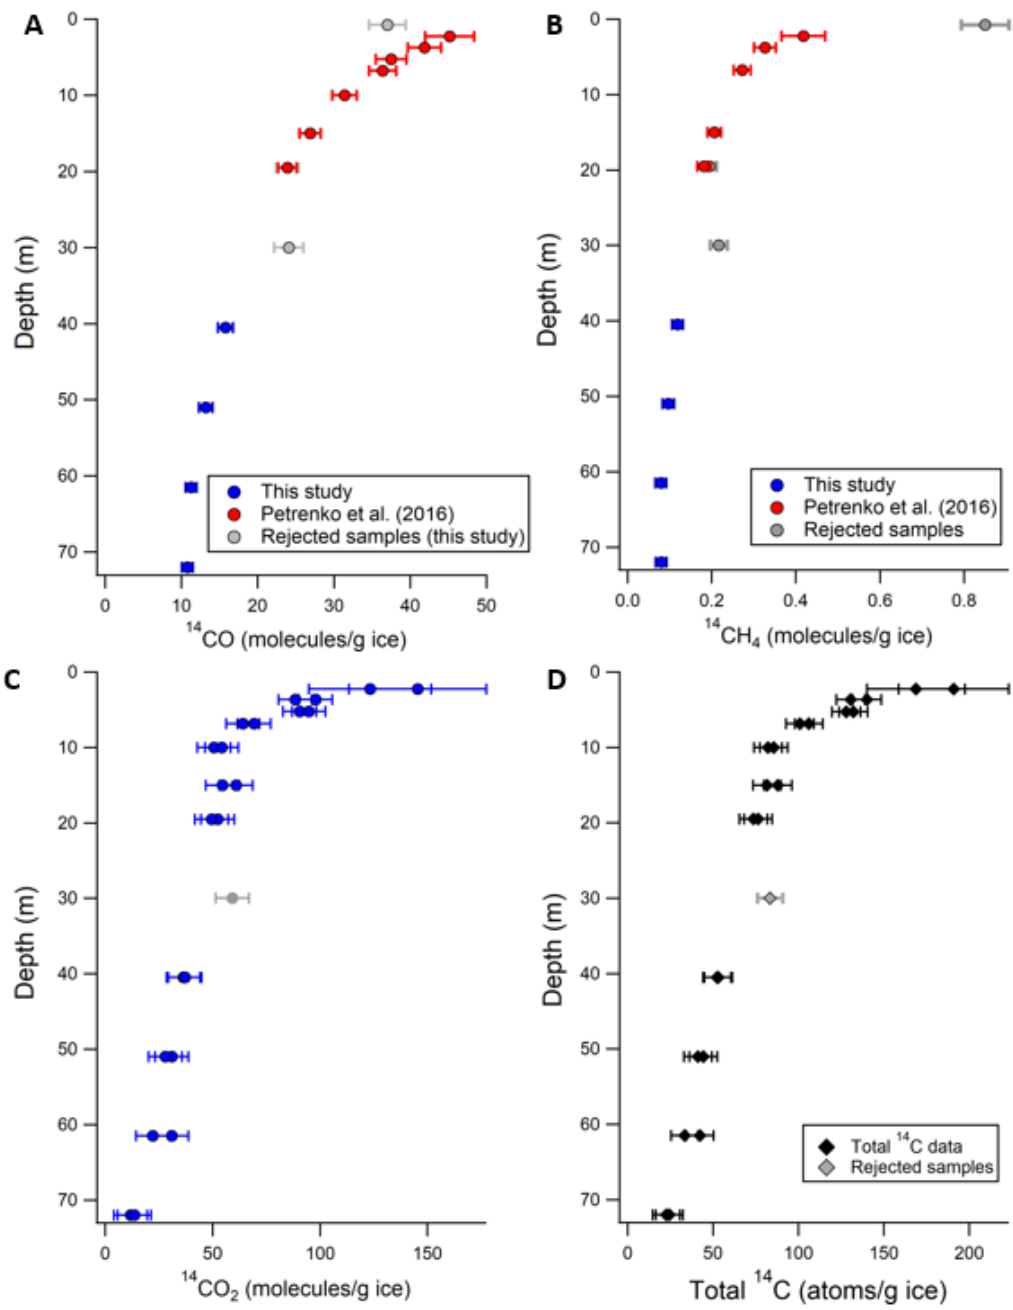 A
0
10
20
30
40
50
60
70
Depth (m)
This study
Petrenko et al. (2016)
Rejected samples (this study)
0 10 20 30 40 50
¹⁴CO (molecules/g ice)
B
0
10
20
30
40
50
60
70
Depth (m)
This study
Petrenko et al. (2016)
Rejected samples
0.0 0.2 0.4 0.6 0.8
¹⁴CH₄ (molecules/g ice)
C
0
10
20
30
40
50
60
70
Depth (m)
0 50 100 150
¹⁴CO₂ (molecules/g ice)
D
0
10
20
30
40
50
60
70
Depth (m)
Total ¹⁴C data
Rejected samples
0 50 100 150 200
Total ¹⁴C (atoms/g ice)